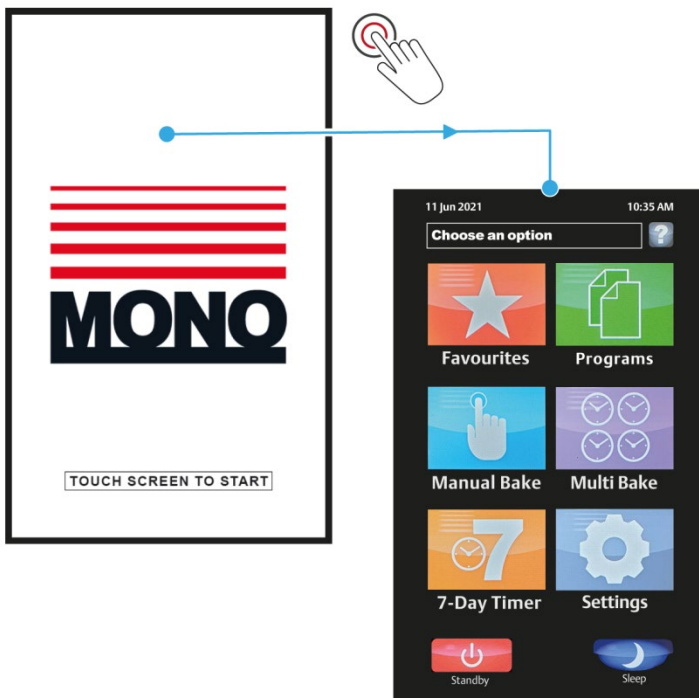 MONO
TOUCH SCREEN TO START
11 Jun 2021 10:35 AM
Choose an option ?
Favourites Programs
Manual Bake Multi Bake
7
7-Day Timer Settings
Standby Sleep